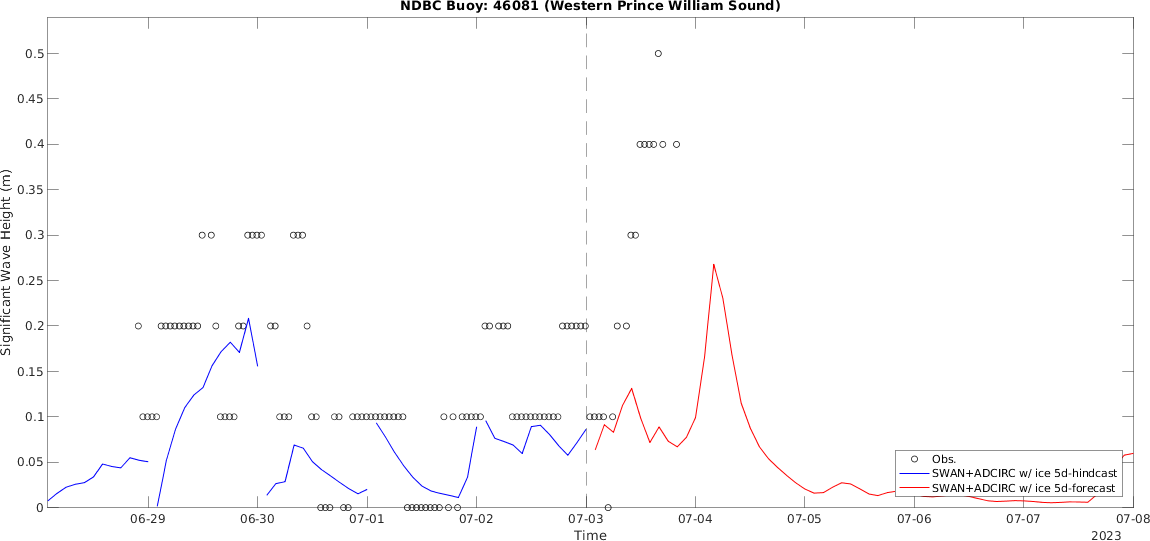 NDBC Buoy: 46081 (Western Prince William Sound)
Significant Wave Height (m)
0.5
0.45
0.4
0.35
0.3
0.25
0.2
0.15
0.1
0.05
0
Obs.
SWAN+ADCIRC w/ ice 5d-hindcast
SWAN+ADCIRC w/ ice 5d-forecast
06-29 06-30 07-01 07-02 07-03 07-04 07-05 07-06 07-07 07-08
Time
2023